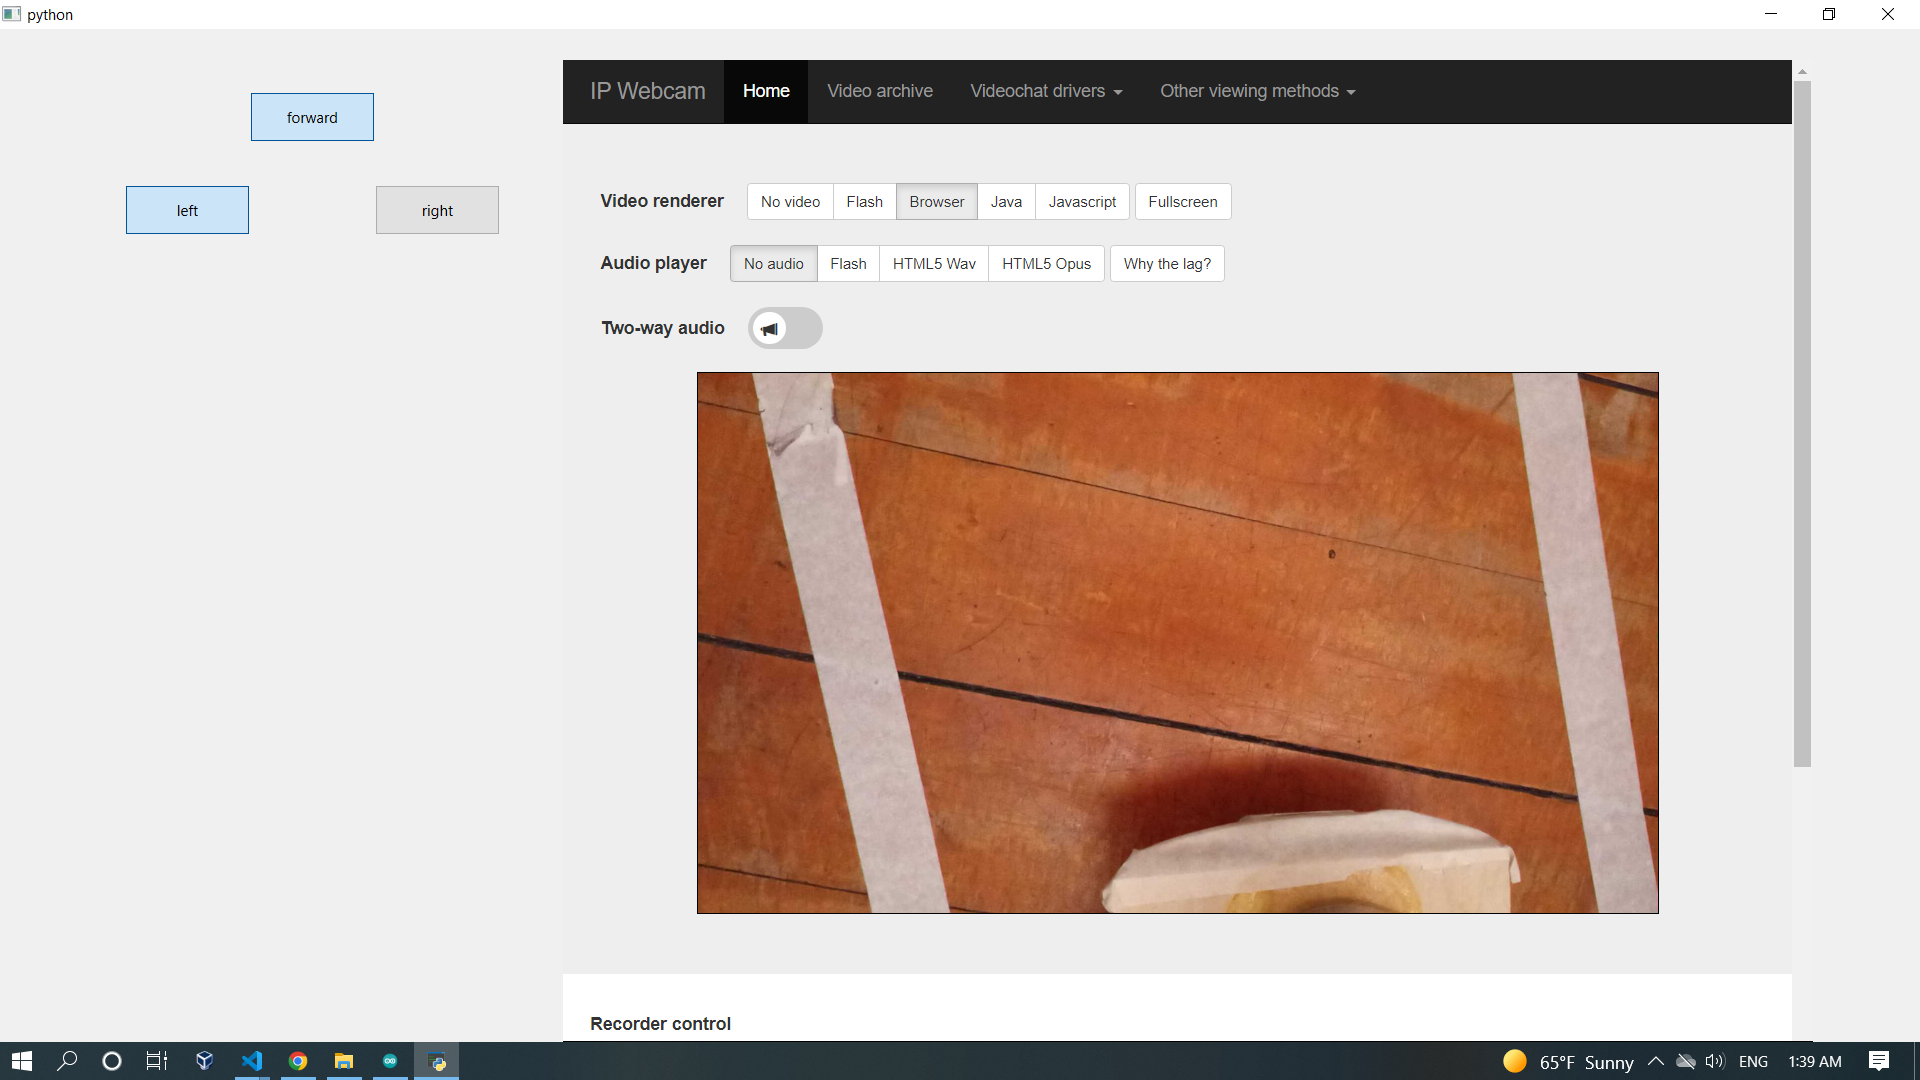 python
forward
left
right
IP Webcam Home Video archive Videochat drivers Other viewing methods
Video renderer No video Flash Browser Java Javascript Fullscreen
Audio player No audio Flash HTML5 Wav HTML5 Opus Why the lag?
Two-way audio
Recorder control
65°F Sunny ENG 1:39 AM